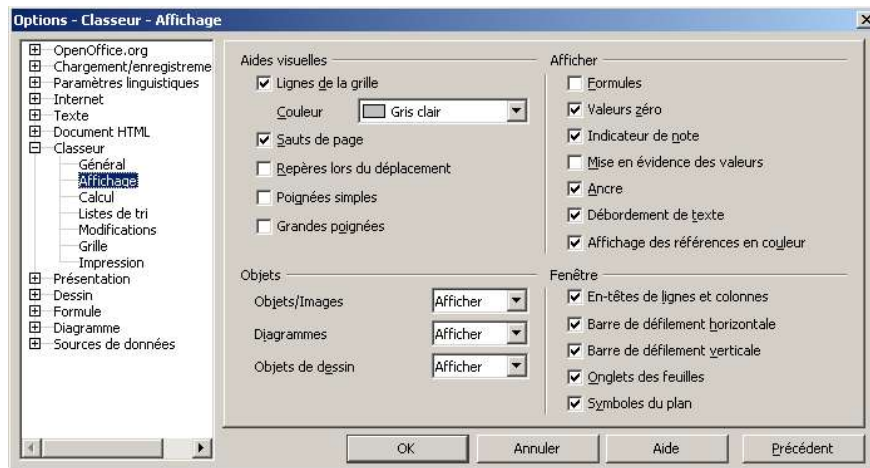 Options - Classeur - Affichage
OpenOffice.org
Chargement/enregistreme
Paramètres linguistiques
Internet
Texte
Document HTML
Classeur
Général
Affichage
Calcul
Listes de tri
Modifications
Grille
Impression
Présentation
Dessin
Formule
Diagramme
Sources de données
Aides visuelles
Lignes de la grille
Couleur
Gris clair
Sauts de page
Repères lors du déplacement
Poignées simples
Grandes poignées
Afficher
Formules
Valeurs zéro
Indicateur de note
Mise en évidence des valeurs
Ancre
Débordement de texte
Affichage des références en couleur
Objets
Objets/Images
Afficher
Diagrammes
Afficher
Objets de dessin
Afficher
Fenêtre
En-têtes de lignes et colonnes
Barre de défilement horizontale
Barre de défilement verticale
Onglets des feuilles
Symboles du plan
OK
Annuler
Aide
Précédent